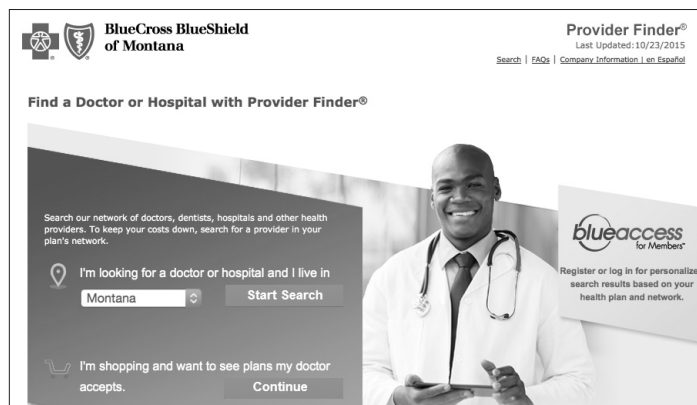 BlueCross BlueShield
of Montana
Provider Finder®
Last Updated:10/23/2015
Search | FAQs | Company Information | en Español
Find a Doctor or Hospital with Provider Finder®
Search our network of doctors, dentists, hospitals and other health
providers. To keep your costs down, search for a provider in your
plan's network.
I'm looking for a doctor or hospital and I live in
Montana
Start Search
I'm shopping and want to see plans my doctor
accepts.
Continue
blueaccess
for Members℠
Register or log in for personalize
search results based on your
health plan and network.